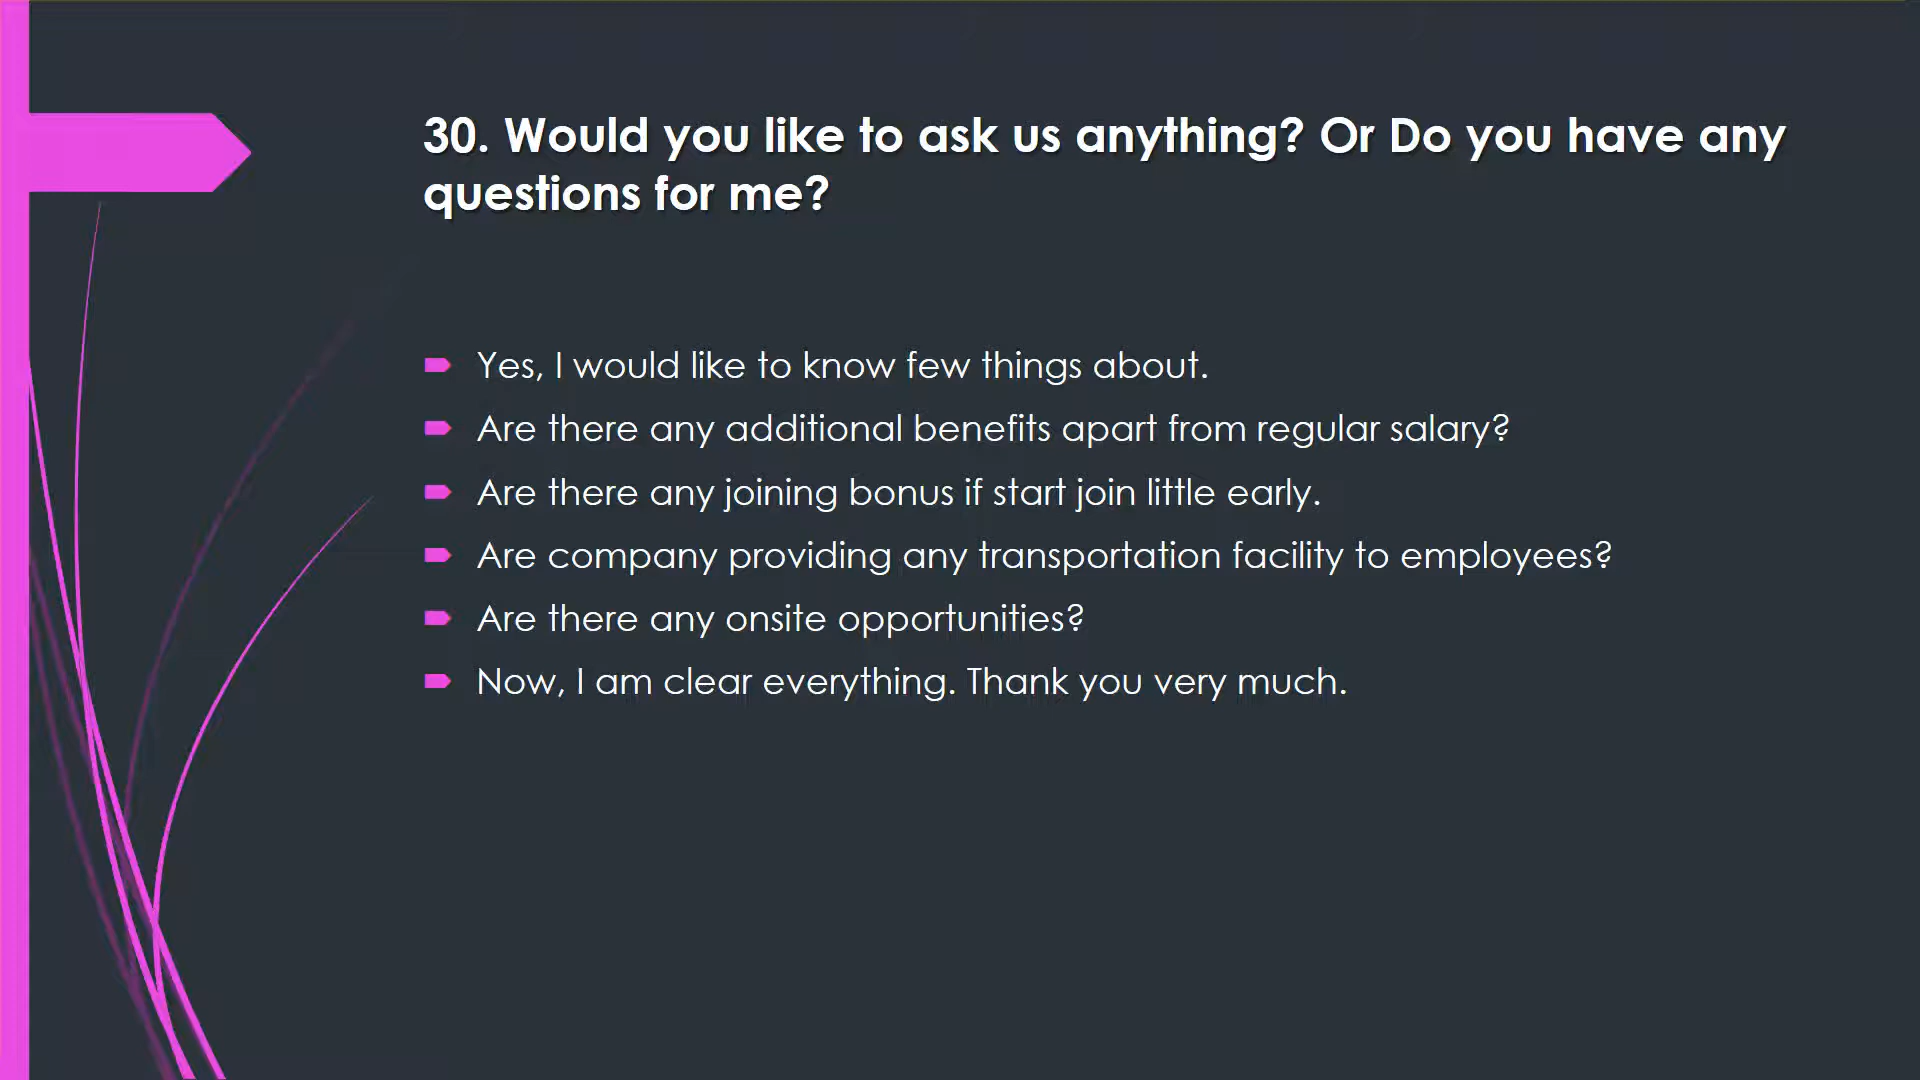 30. Would you like to ask us anything? Or Do you have any
questions for me?
Yes, I would like to know few things about.
Are there any additional benefits apart from regular salary?
Are there any joining bonus if start join little early.
Are company providing any transportation facility to employees?
Are there any onsite opportunities?
Now, I am clear everything. Thank you very much.